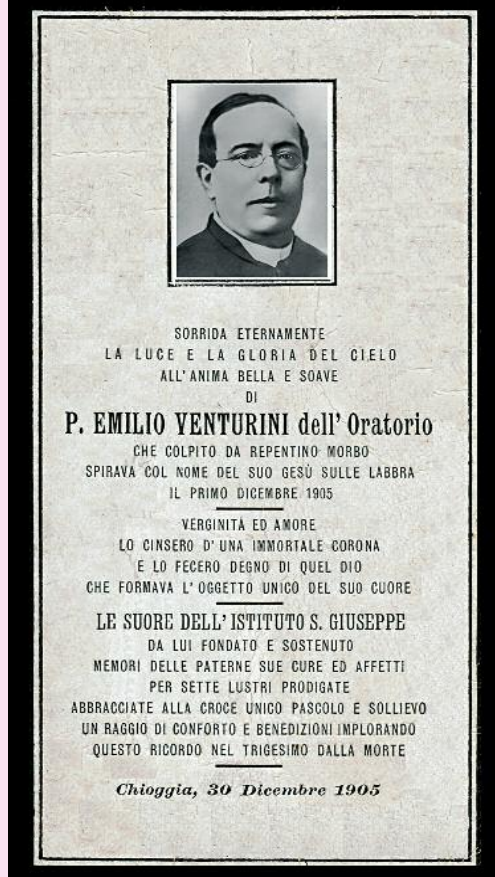 SORRIDA ETERNAMENTE
LA LUCE E LA GLORIA DEL CIELO
ALL'ANIMA BELLA E SOAVE
DI
P. EMILIO VENTURINI dell' Oratorio
CHE COLPITO DA REPENTINO MORBO
SPIRAVA COL NOME DEL SUO GESÙ SULLE LABBRA
IL PRIMO DICEMBRE 1905
VERGINITÀ ED AMORE
LO CINSERO D'UNA IMMORTALE CORONA
E LO FECERO DEGNO DI QUEL DIO
CHE FORMAVA L'OGGETTO UNICO DEL SUO CUORE
LE SUORE DELL'ISTITUTO S. GIUSEPPE
DA LUI FONDATO E SOSTENUTO
MEMORI DELLE PATERNE SUE CURE ED AFFETTI
PER SETTE LUSTRI PRODIGATE
ABBRACCIATE ALLA CROCE UNICO PASCOLO E SOLLIEVO
UN RAGGIO DI CONFORTO E BENEDIZIONI IMPLORANDO
QUESTO RICORDO NEL TRIGESIMO DALLA MORTE
Chioggia, 30 Dicembre 1905